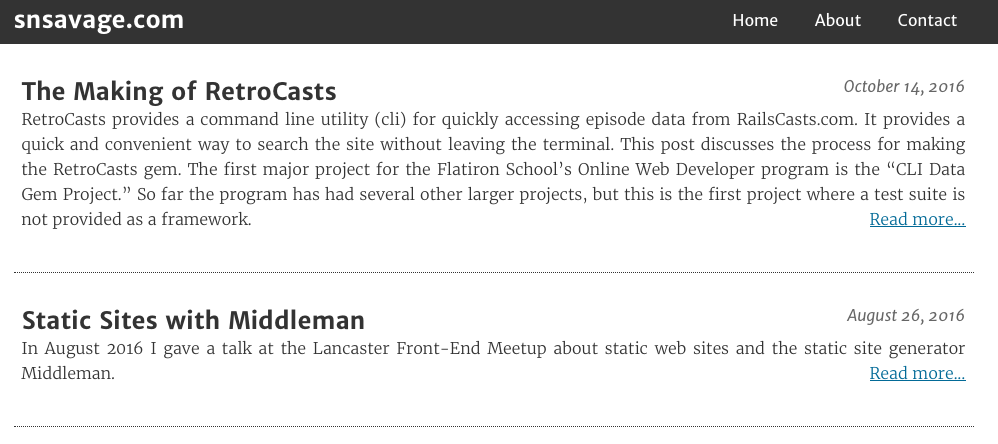 snsavage.com Home About Contact
The Making of RetroCasts October 14, 2016
RetroCasts provides a command line utility (cli) for quickly accessing episode data from RailsCasts.com. It provides a
quick and convenient way to search the site without leaving the terminal. This post discusses the process for making
the RetroCasts gem. The first major project for the Flatiron School’s Online Web Developer program is the “CLI Data
Gem Project.” So far the program has had several other larger projects, but this is the first project where a test suite is
not provided as a framework. Read more...
Static Sites with Middleman August 26, 2016
In August 2016 I gave a talk at the Lancaster Front-End Meetup about static web sites and the static site generator
Middleman. Read more...